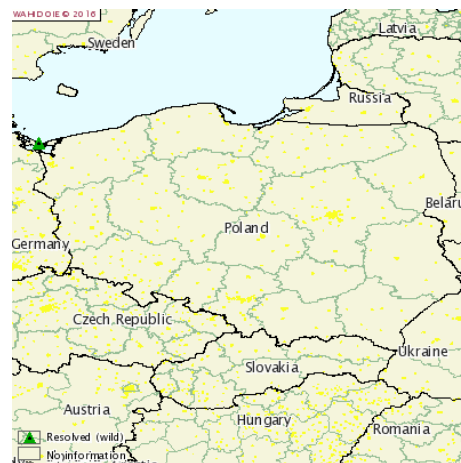 WAHID OIE © 2016
Latvia
Sweden
Russia
Belaru
Poland
Germany
Czech Republic
Ukraine
Slovakia
Austria
Hungary
Romania
Resolved (wild)
No information